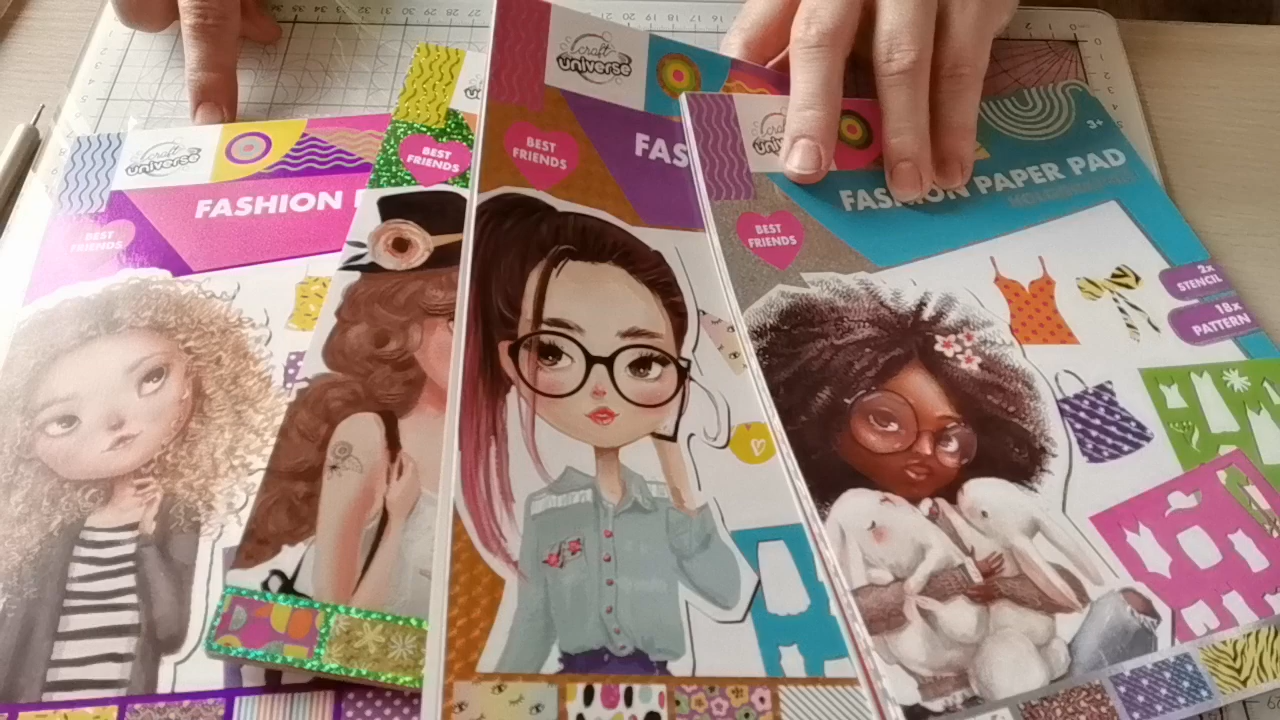 craft
universe
FASHION
BEST
FRIENDS
BEST
FRIENDS
craft
universe
FAS
BEST
FRIENDS
3+
FASHION PAPER PAD
BEST
FRIENDS
2x
STENCIL
18x
PATTERN